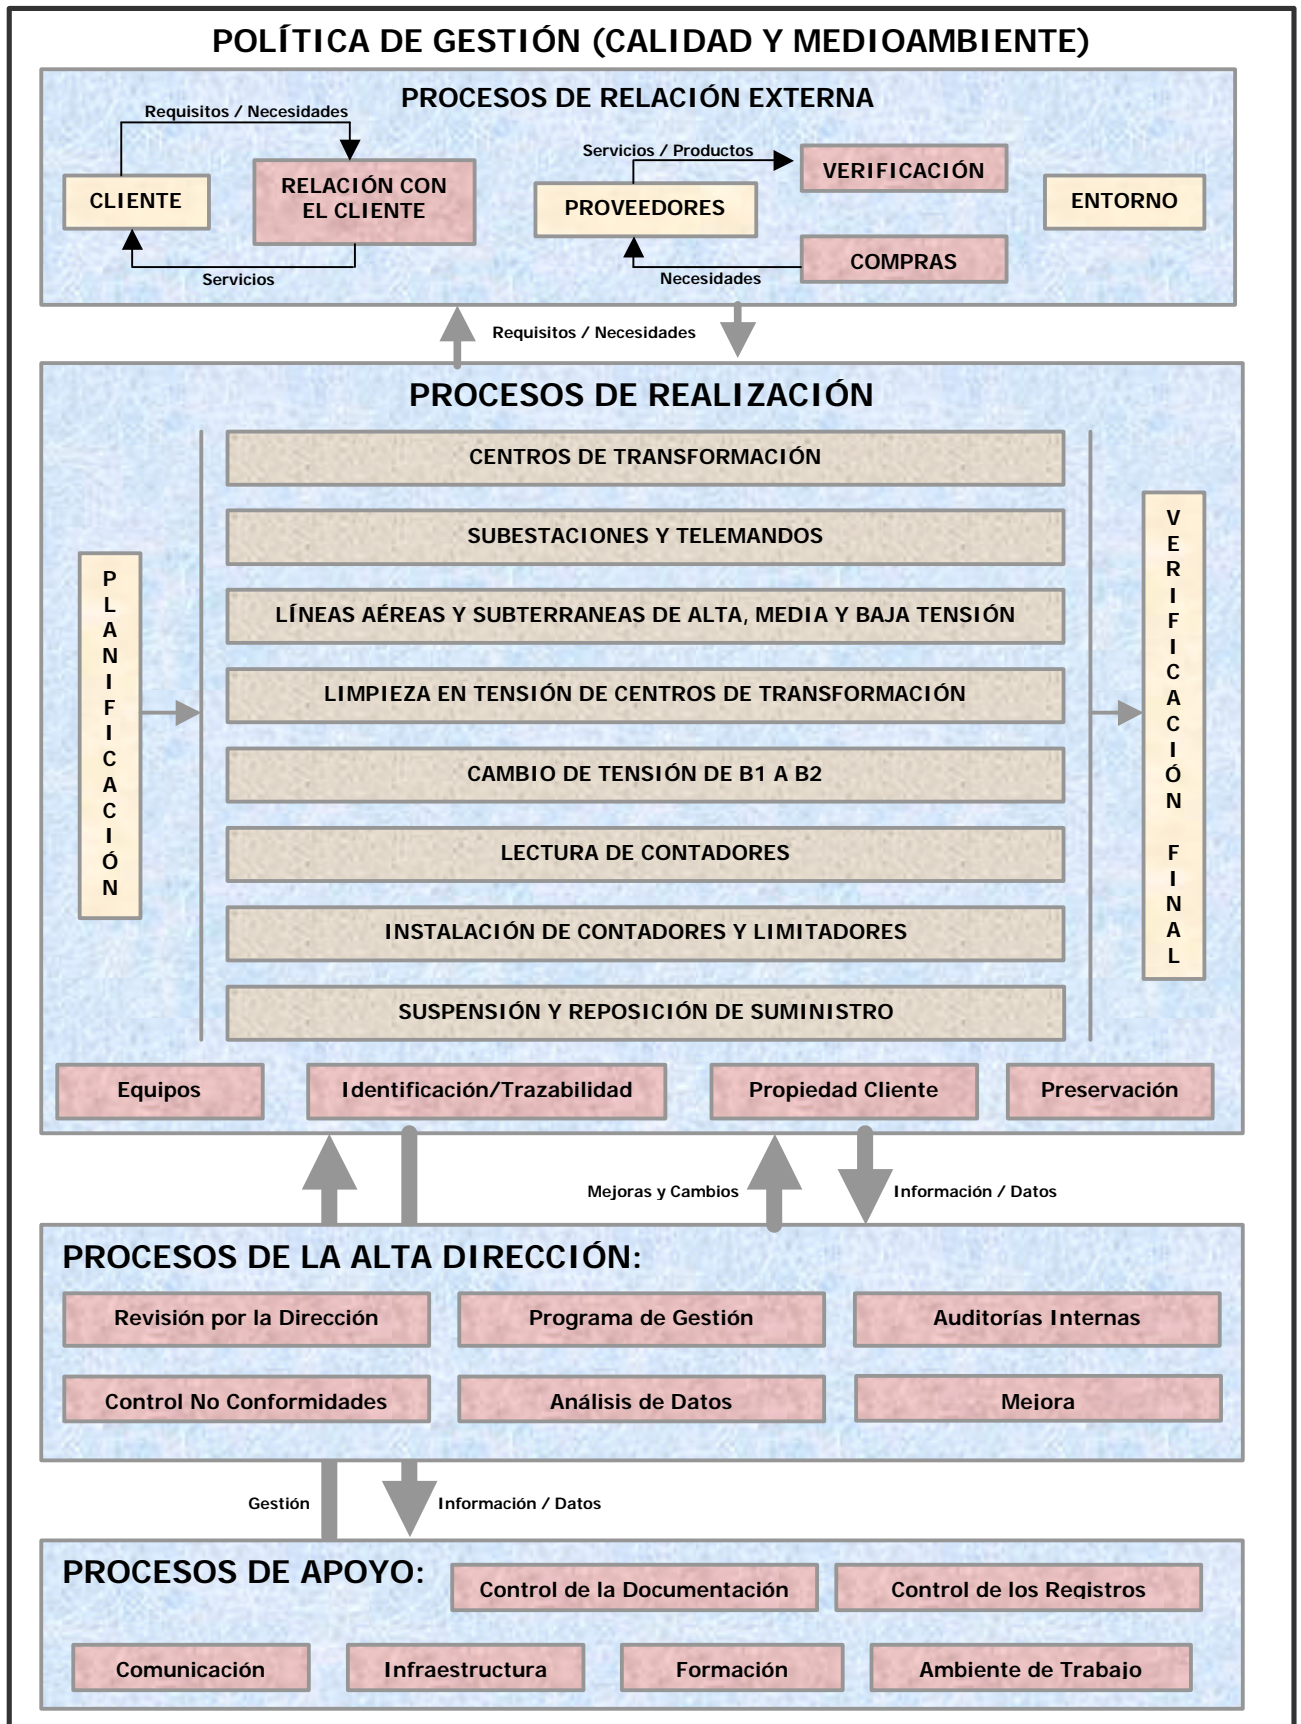 POLÍTICA DE GESTIÓN (CALIDAD Y MEDIOAMBIENTE)
PROCESOS DE RELACIÓN EXTERNA
Requisitos / Necesidades
CLIENTE
RELACIÓN CON
EL CLIENTE
Servicios
Servicios / Productos
PROVEEDORES
VERIFICACIÓN
COMPRAS
Necesidades
ENTORNO
Requisitos / Necesidades
PROCESOS DE REALIZACIÓN
PLANIFICACIÓN
CENTROS DE TRANSFORMACIÓN
SUBESTACIONES Y TELEMANDOS
LÍNEAS AÉREAS Y SUBTERRANEAS DE ALTA, MEDIA Y BAJA TENSIÓN
LIMPIEZA EN TENSIÓN DE CENTROS DE TRANSFORMACIÓN
CAMBIO DE TENSIÓN DE B1 A B2
LECTURA DE CONTADORES
INSTALACIÓN DE CONTADORES Y LIMITADORES
SUSPENSIÓN Y REPOSICIÓN DE SUMINISTRO
VERIFICACIÓN FINAL
Equipos
Identificación/Trazabilidad
Propiedad Cliente
Preservación
Mejoras y Cambios
Información / Datos
PROCESOS DE LA ALTA DIRECCIÓN:
Revisión por la Dirección
Programa de Gestión
Auditorías Internas
Control No Conformidades
Análisis de Datos
Mejora
Gestión
Información / Datos
PROCESOS DE APOYO:
Control de la Documentación
Control de los Registros
Comunicación
Infraestructura
Formación
Ambiente de Trabajo